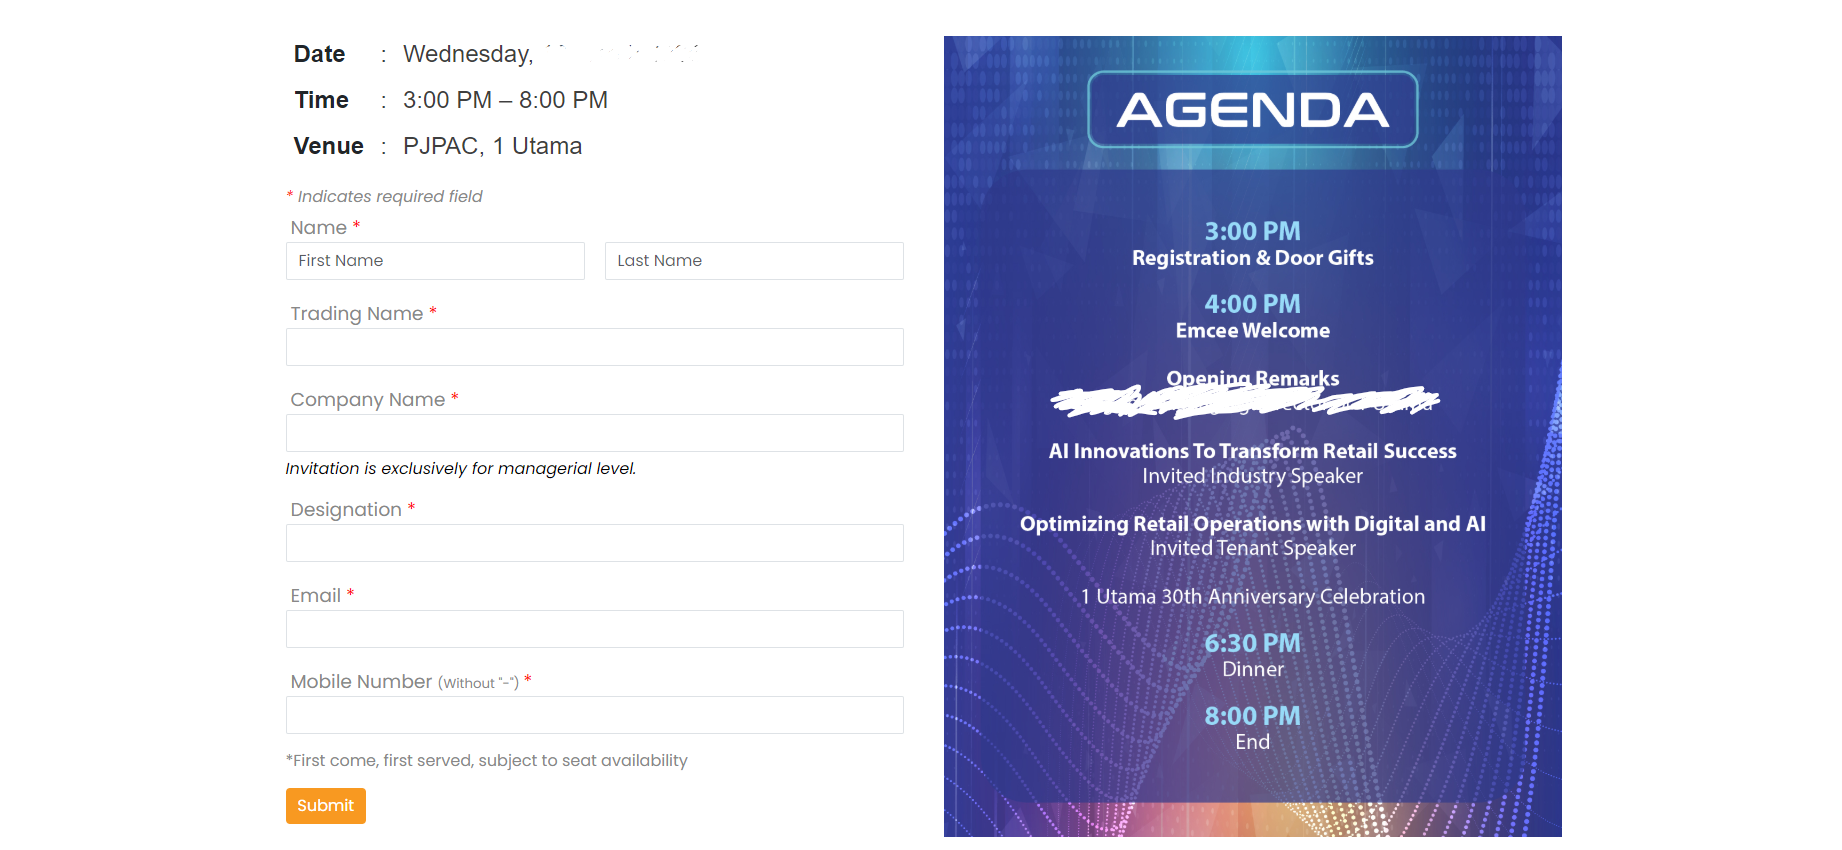 Date : Wednesday,
Time : 3:00 PM – 8:00 PM
Venue : PJPAC, 1 Utama
* Indicates required field
Name *
First Name
Last Name
Trading Name *
Company Name *
Invitation is exclusively for managerial level.
Designation *
Email *
Mobile Number (Without "-") *
*First come, first served, subject to seat availability
Submit
AGENDA
3:00 PM
Registration & Door Gifts
4:00 PM
Emcee Welcome
Opening Remarks
AI Innovations To Transform Retail Success
Invited Industry Speaker
Optimizing Retail Operations with Digital and AI
Invited Tenant Speaker
1 Utama 30th Anniversary Celebration
6:30 PM
Dinner
8:00 PM
End